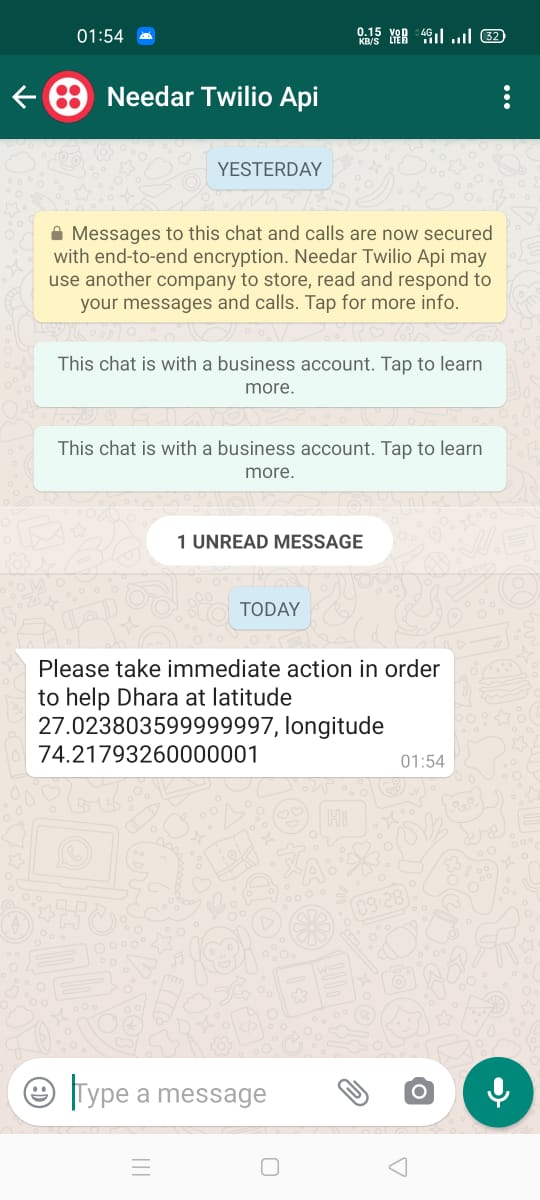 01:54
0.15 KB/S VoD LTE 4G 32
Needar Twilio Api
YESTERDAY
Messages to this chat and calls are now secured
with end-to-end encryption. Needar Twilio Api may
use another company to store, read and respond to
your messages and calls. Tap for more info.
This chat is with a business account. Tap to learn
more.
This chat is with a business account. Tap to learn
more.
1 UNREAD MESSAGE
TODAY
Please take immediate action in order
to help Dhara at latitude
27.023803599999997, longitude
74.21793260000001
01:54
Type a message